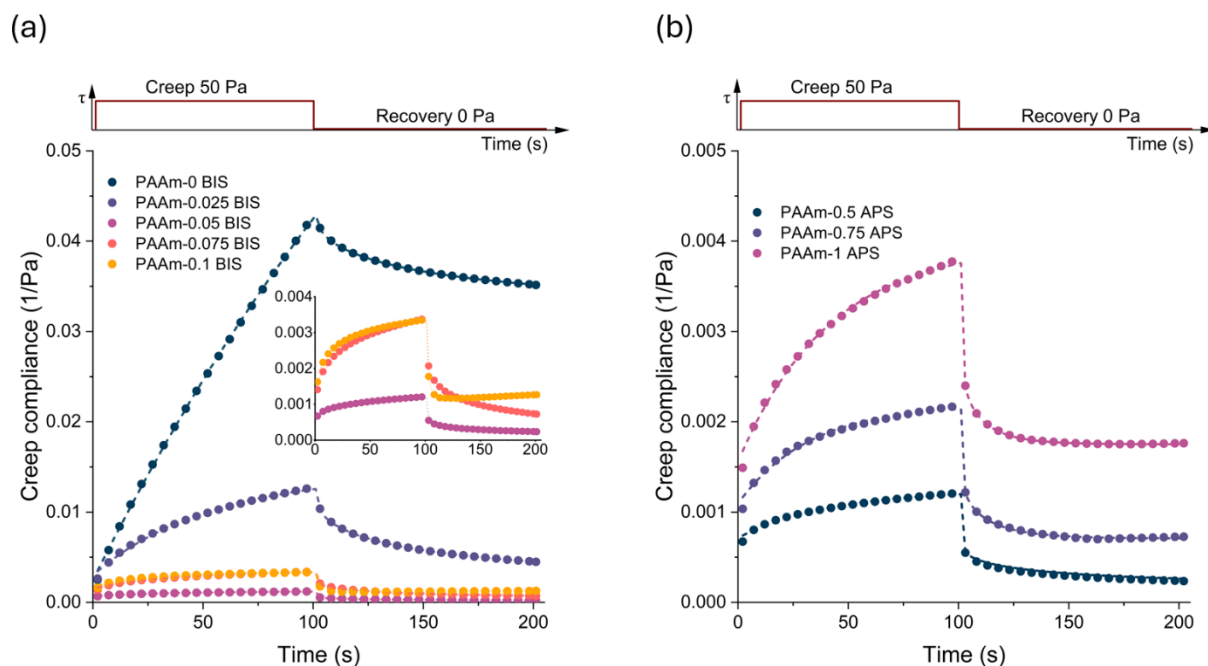 (a)
Creep 50 Pa
τ
Recovery 0 Pa
Time (s)
0.05
0.04
0.03
0.02
0.01
0.00
Creep compliance (1/Pa)
PAAm-0 BIS
PAAm-0.025 BIS
PAAm-0.05 BIS
PAAm-0.075 BIS
PAAm-0.1 BIS
0.004
0.003
0.002
0.001
0.000
0 50 100 150 200
0 50 100 150 200
Time (s)
(b)
Creep 50 Pa
τ
Recovery 0 Pa
Time (s)
0.005
0.004
0.003
0.002
0.001
0.000
Creep compliance (1/Pa)
PAAm-0.5 APS
PAAm-0.75 APS
PAAm-1 APS
0 50 100 150 200
Time (s)